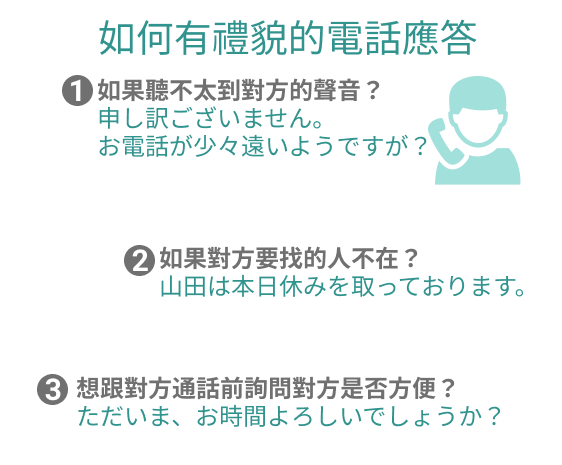 如何有禮貌的電話應答
1 如果聽不太到對方的聲音？
申し訳ございません。
お電話が少々遠いようですが？
2 如果對方要找的人不在？
山田は本日休みを取っております。
3 想跟對方通話前詢問對方是否方便？
ただいま、お時間よろしいでしょうか？